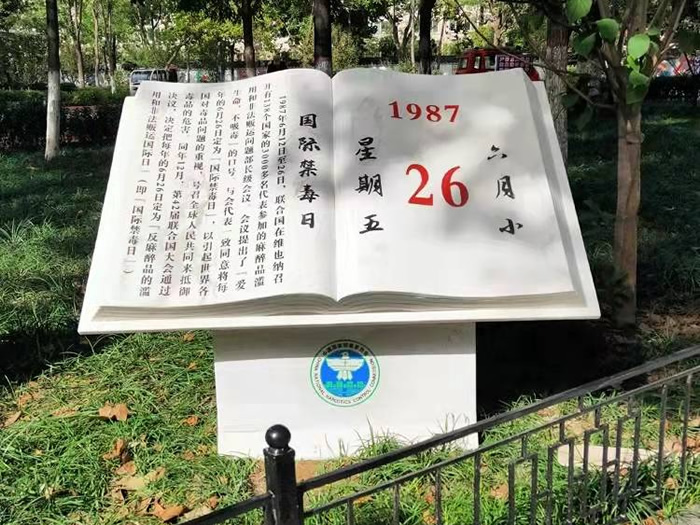 1987
六月小
26
星期五
国际禁毒日
1987年6月12日至26日，联合国在维也纳召
开有138个国家的3000多名代表参加的麻醉品滥
用和非法贩运问题部长级会议 会议提出了「爱
生命，不吸毒」的口号，与会代表一致同意将每
年的6月26日定为「国际禁毒日」，以引起世界各
国对毒品问题的重视 号召全球人民共同来抵御
毒品的危害 同年12月，第42届联合国大会通过
决议，决定把每年的6月26日定为「反麻醉品的滥
用和非法贩运国际日」（即「国际禁毒日」）
CHINA NATIONAL NARCOTICS CONTROL COMMISSION